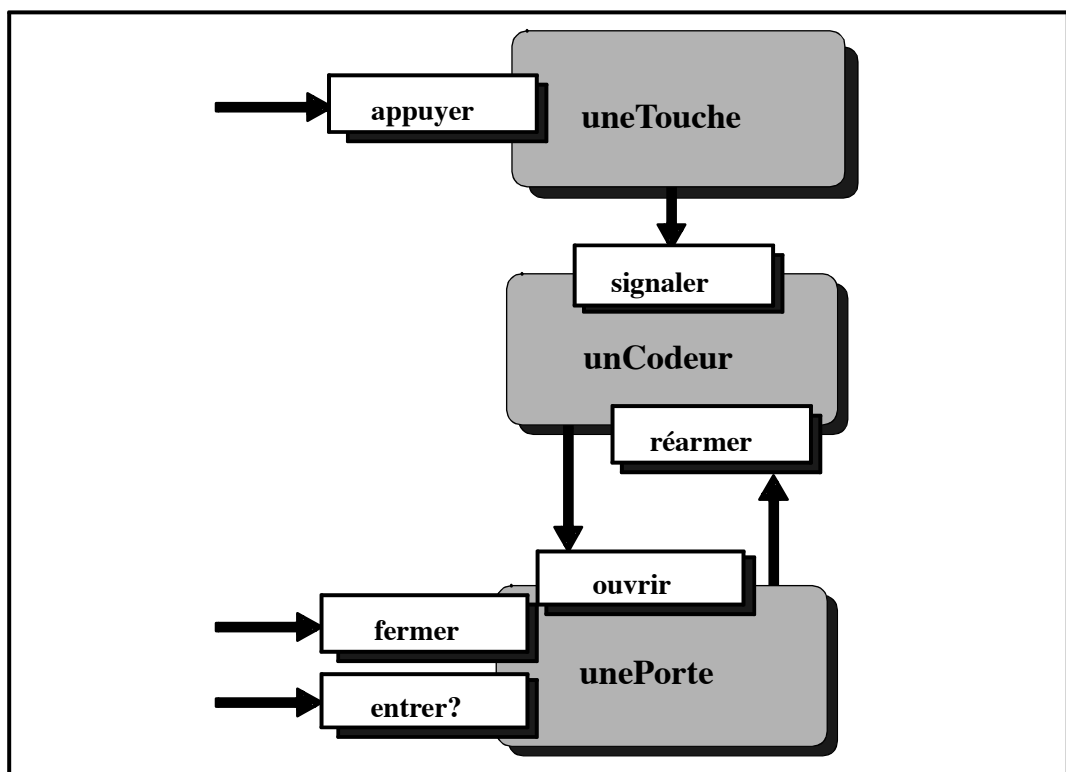 appuyer
uneTouche
signaler
unCodeur
réarmer
ouvrir
fermer
unePorte
entrer?